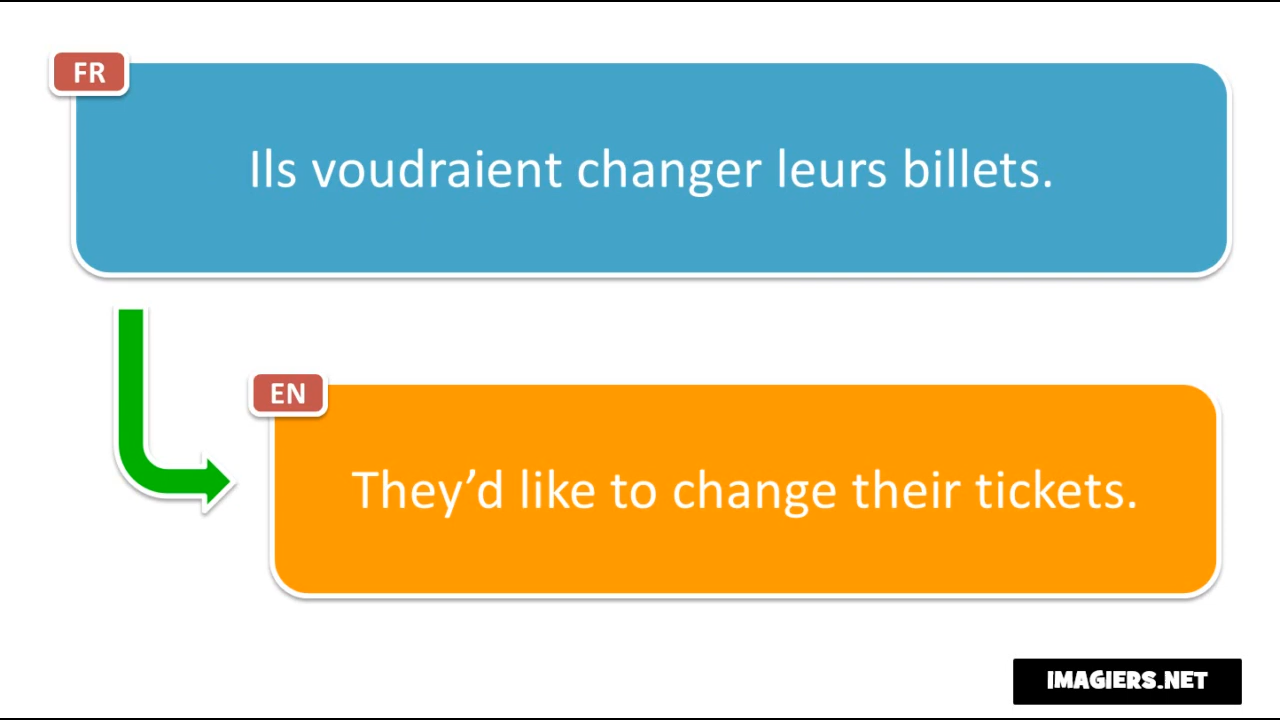 FR
Ils voudraient changer leurs billets.
EN
They’d like to change their tickets.
IMAGIERS.NET